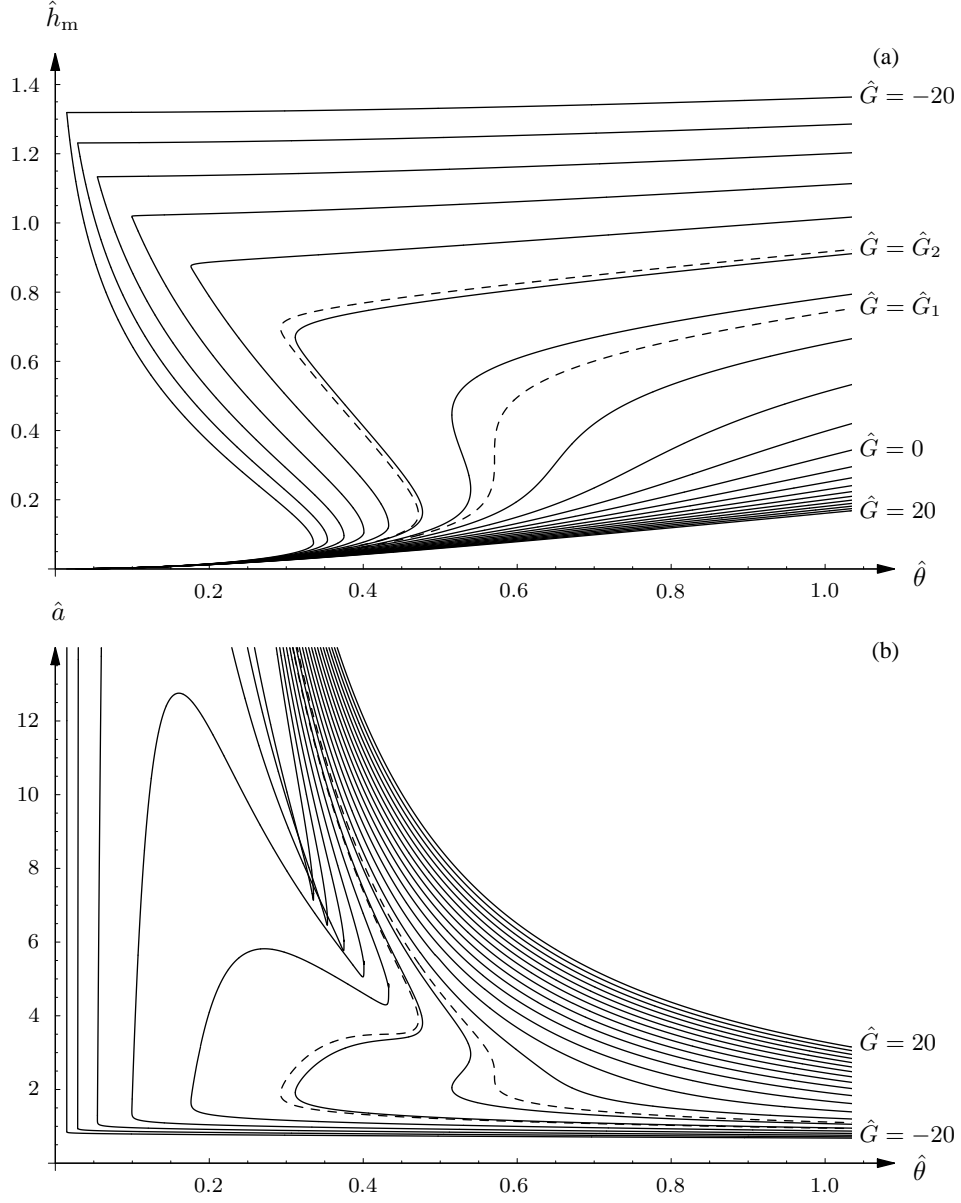 ĥₘ
(a)
1.4
Ĝ = −20
1.2
1.0
Ĝ = Ĝ₂
0.8
Ĝ = Ĝ₁
0.6
0.4
Ĝ = 0
0.2
Ĝ = 20
0.2 0.4 0.6 0.8 1.0 θ̂
â
(b)
12
10
8
6
4
Ĝ = 20
2
Ĝ = −20
0.2 0.4 0.6 0.8 1.0 θ̂